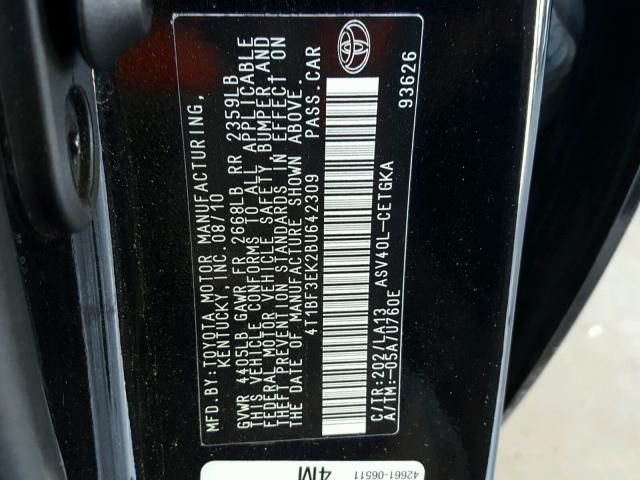 MFD.BY:TOYOTA MOTOR MANUFACTURING,
KENTUCKY, INC. 08/10
GVWR 4405LB GAWR FR 2668LB RR 2359LB
THIS VEHICLE CONFORMS TO ALL APPLICABLE
FEDERAL MOTOR VEHICLE SAFETY, BUMPER,AND
THEFT PREVENTION STANDARDS IN EFFECT ON
THE DATE OF MANUFACTURE SHOWN ABOVE.
4T1BF3EK2BU642309 PASS.CAR
C/TR:202/LA13 ASV40L-CETGKA
A/TM:-05A/U760E
93626
42661-06511
4M